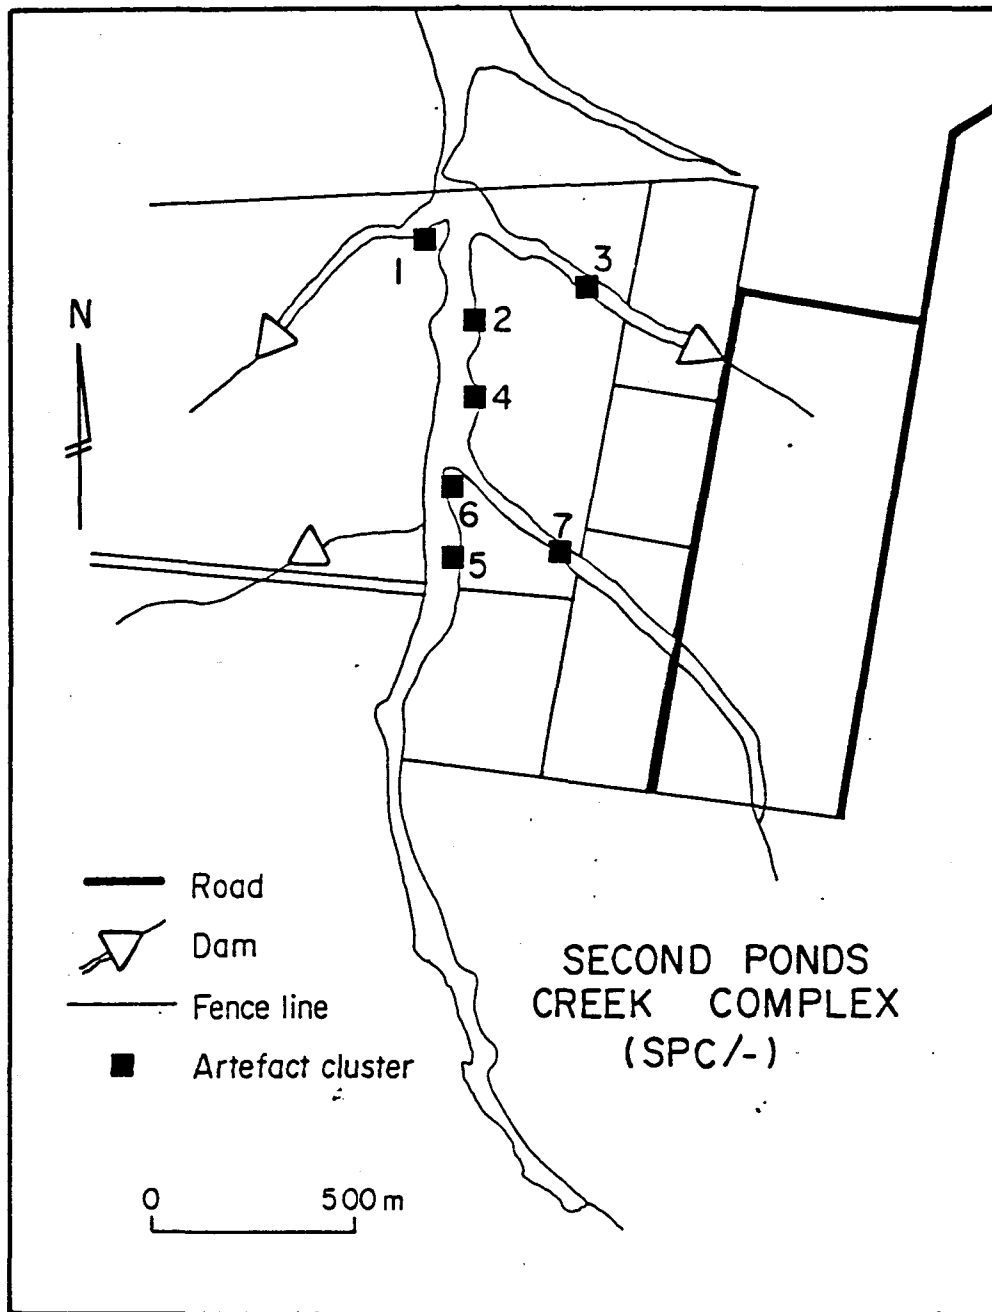 1
3
2
N
4
6
7
5
Road
Dam
Fence line
Artefact cluster
SECOND PONDS
CREEK COMPLEX
(SPC/-)
0 500m